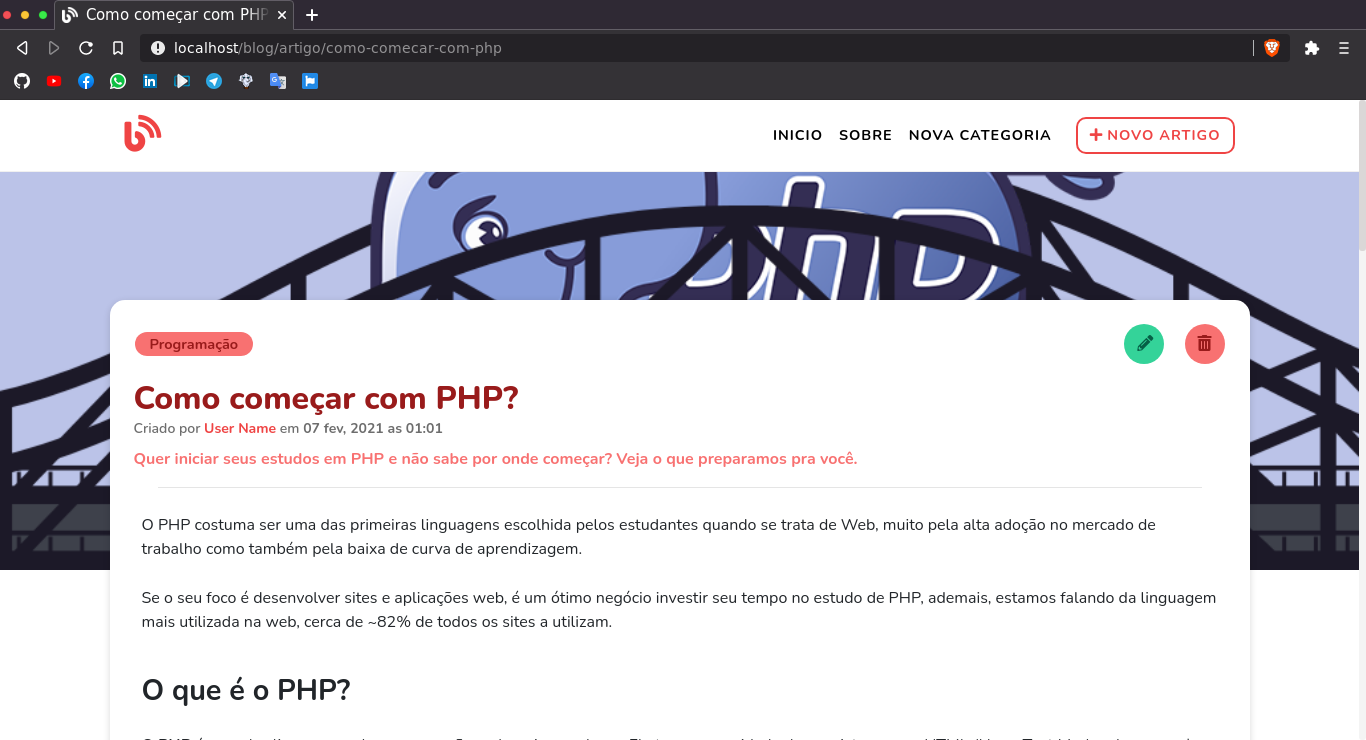 Como começar com PHP
localhost/blog/artigo/como-comecar-com-php
INICIO SOBRE NOVA CATEGORIA + NOVO ARTIGO
php
Programação
Como começar com PHP?
Criado por User Name em 07 fev, 2021 as 01:01
Quer iniciar seus estudos em PHP e não sabe por onde começar? Veja o que preparamos pra você.
O PHP costuma ser uma das primeiras linguagens escolhida pelos estudantes quando se trata de Web, muito pela alta adoção no mercado de
trabalho como também pela baixa de curva de aprendizagem.
Se o seu foco é desenvolver sites e aplicações web, é um ótimo negócio investir seu tempo no estudo de PHP, ademais, estamos falando da linguagem
mais utilizada na web, cerca de ~82% de todos os sites a utilizam.
O que é o PHP?